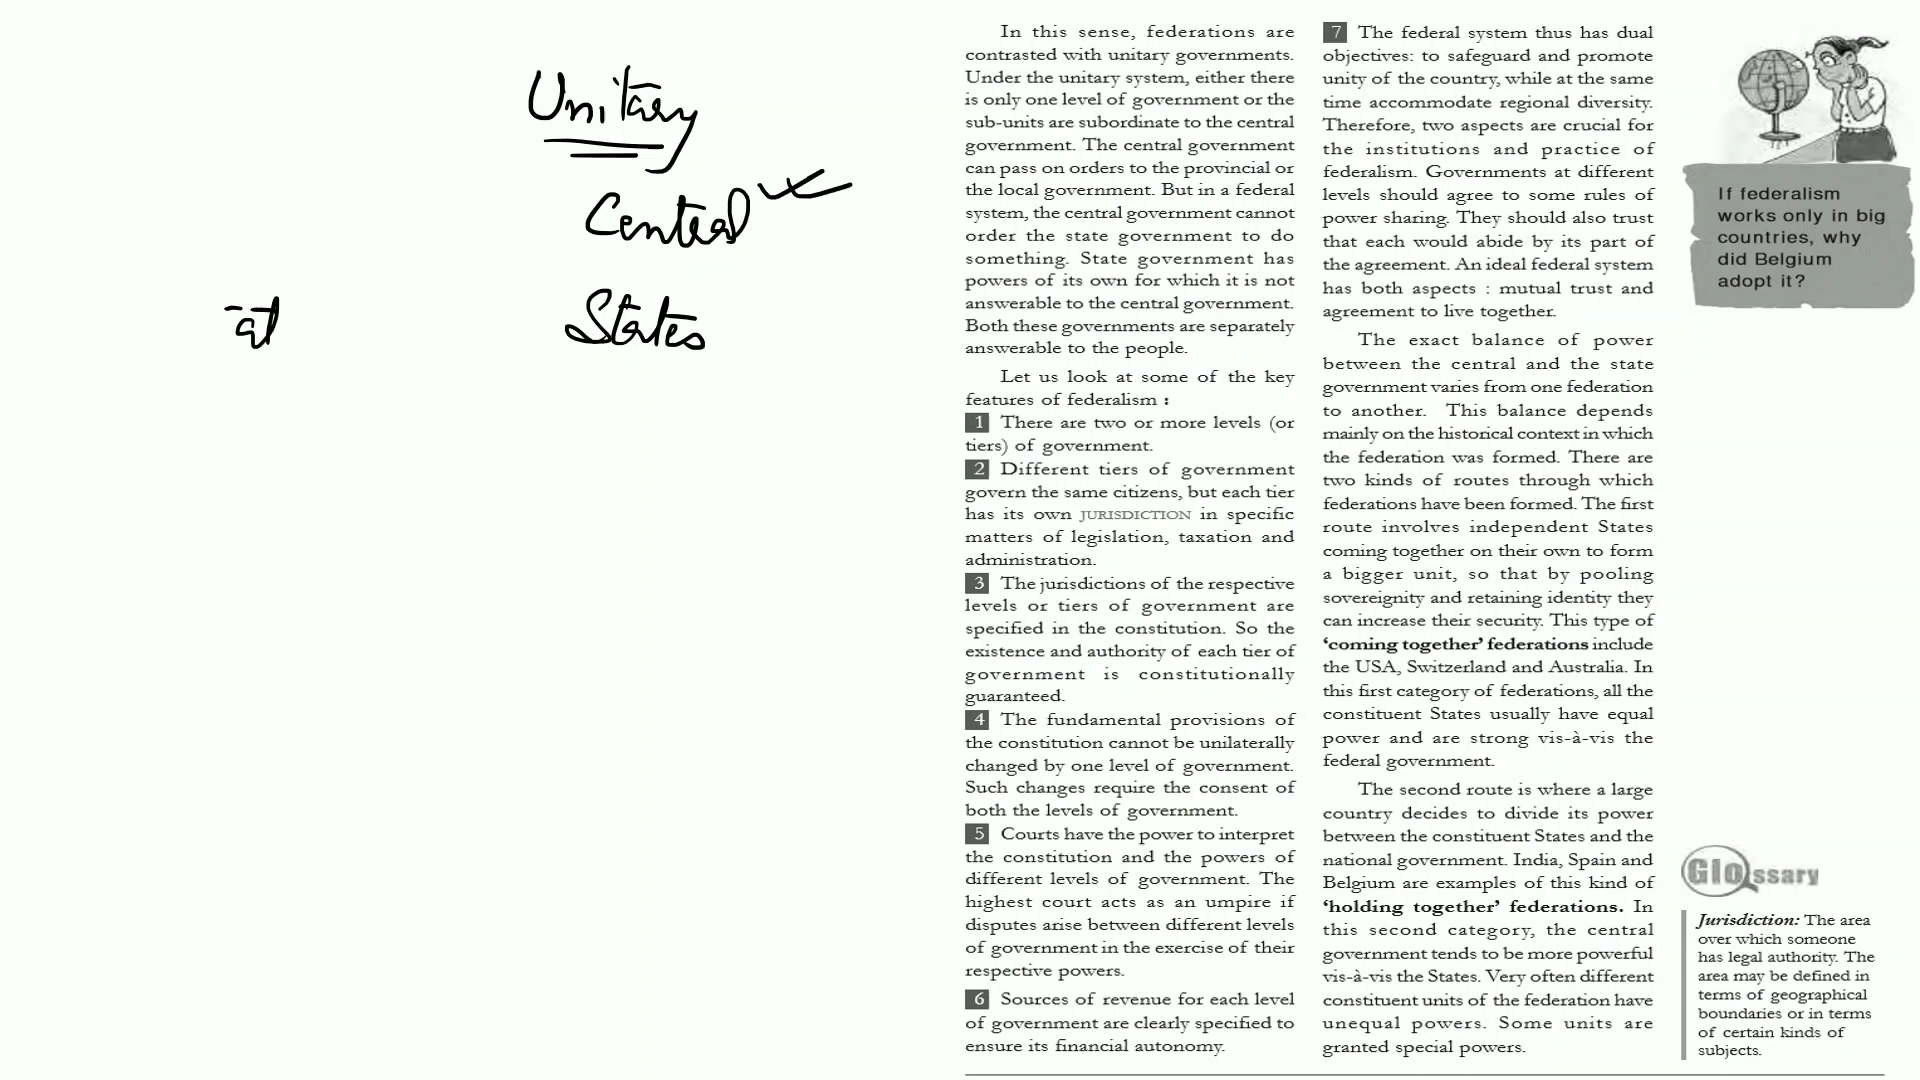 Unitary
Central
at States
In this sense, federations are
contrasted with unitary governments.
Under the unitary system, either there
is only one level of government or the
sub-units are subordinate to the central
government. The central government
can pass on orders to the provincial or
the local government. But in a federal
system, the central government cannot
order the state government to do
something. State government has
powers of its own for which it is not
answerable to the central government.
Both these governments are separately
answerable to the people.
Let us look at some of the key
features of federalism :
1 There are two or more levels (or
tiers) of government.
2 Different tiers of government
govern the same citizens, but each tier
has its own JURISDICTION in specific
matters of legislation, taxation and
administration.
3 The jurisdictions of the respective
levels or tiers of government are
specified in the constitution. So the
existence and authority of each tier of
government is constitutionally
guaranteed.
4 The fundamental provisions of
the constitution cannot be unilaterally
changed by one level of government.
Such changes require the consent of
both the levels of government.
5 Courts have the power to interpret
the constitution and the powers of
different levels of government. The
highest court acts as an umpire if
disputes arise between different levels
of government in the exercise of their
respective powers.
6 Sources of revenue for each level
of government are clearly specified to
ensure its financial autonomy.
7 The federal system thus has dual
objectives: to safeguard and promote
unity of the country, while at the same
time accommodate regional diversity.
Therefore, two aspects are crucial for
the institutions and practice of
federalism. Governments at different
levels should agree to some rules of
power sharing. They should also trust
that each would abide by its part of
the agreement. An ideal federal system
has both aspects : mutual trust and
agreement to live together.
The exact balance of power
between the central and the state
government varies from one federation
to another. This balance depends
mainly on the historical context in which
the federation was formed. There are
two kinds of routes through which
federations have been formed. The first
route involves independent States
coming together on their own to form
a bigger unit, so that by pooling
sovereignty and retaining identity they
can increase their security. This type of
‘coming together’ federations include
the USA, Switzerland and Australia. In
this first category of federations, all the
constituent States usually have equal
power and are strong vis-à-vis the
federal government.
The second route is where a large
country decides to divide its power
between the constituent States and the
national government. India, Spain and
Belgium are examples of this kind of
‘holding together’ federations. In
this second category, the central
government tends to be more powerful
vis-à-vis the States. Very often different
constituent units of the federation have
unequal powers. Some units are
granted special powers.
If federalism
works only in big
countries, why
did Belgium
adopt it?
Glossary
Jurisdiction: The area
over which someone
has legal authority. The
area may be defined in
terms of geographical
boundaries or in terms
of certain kinds of
subjects.